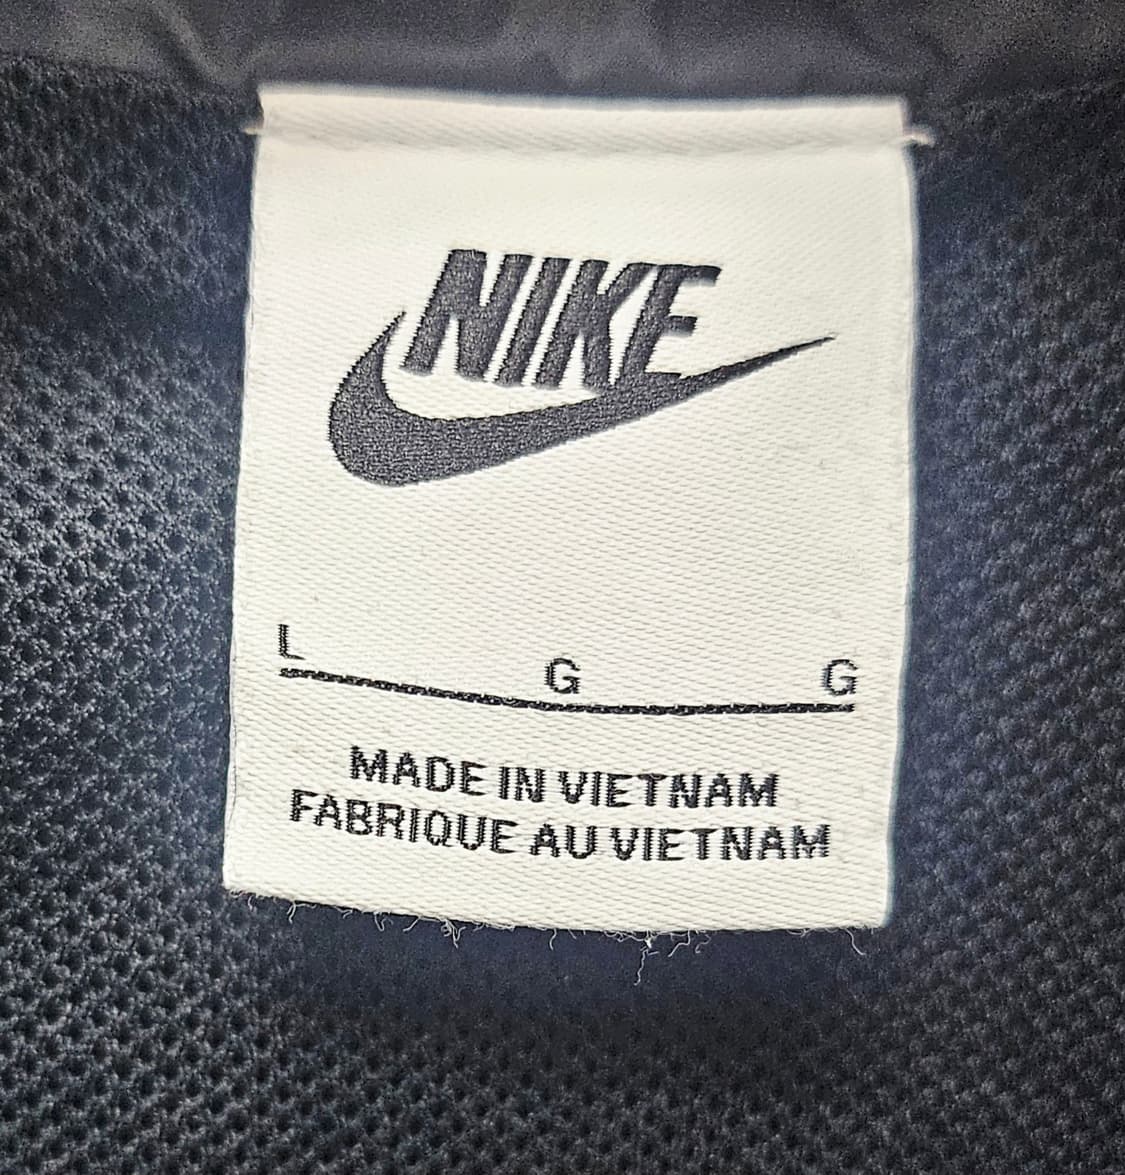 NIKE
L G G
MADE IN VIETNAM
FABRIQUE AU VIETNAM